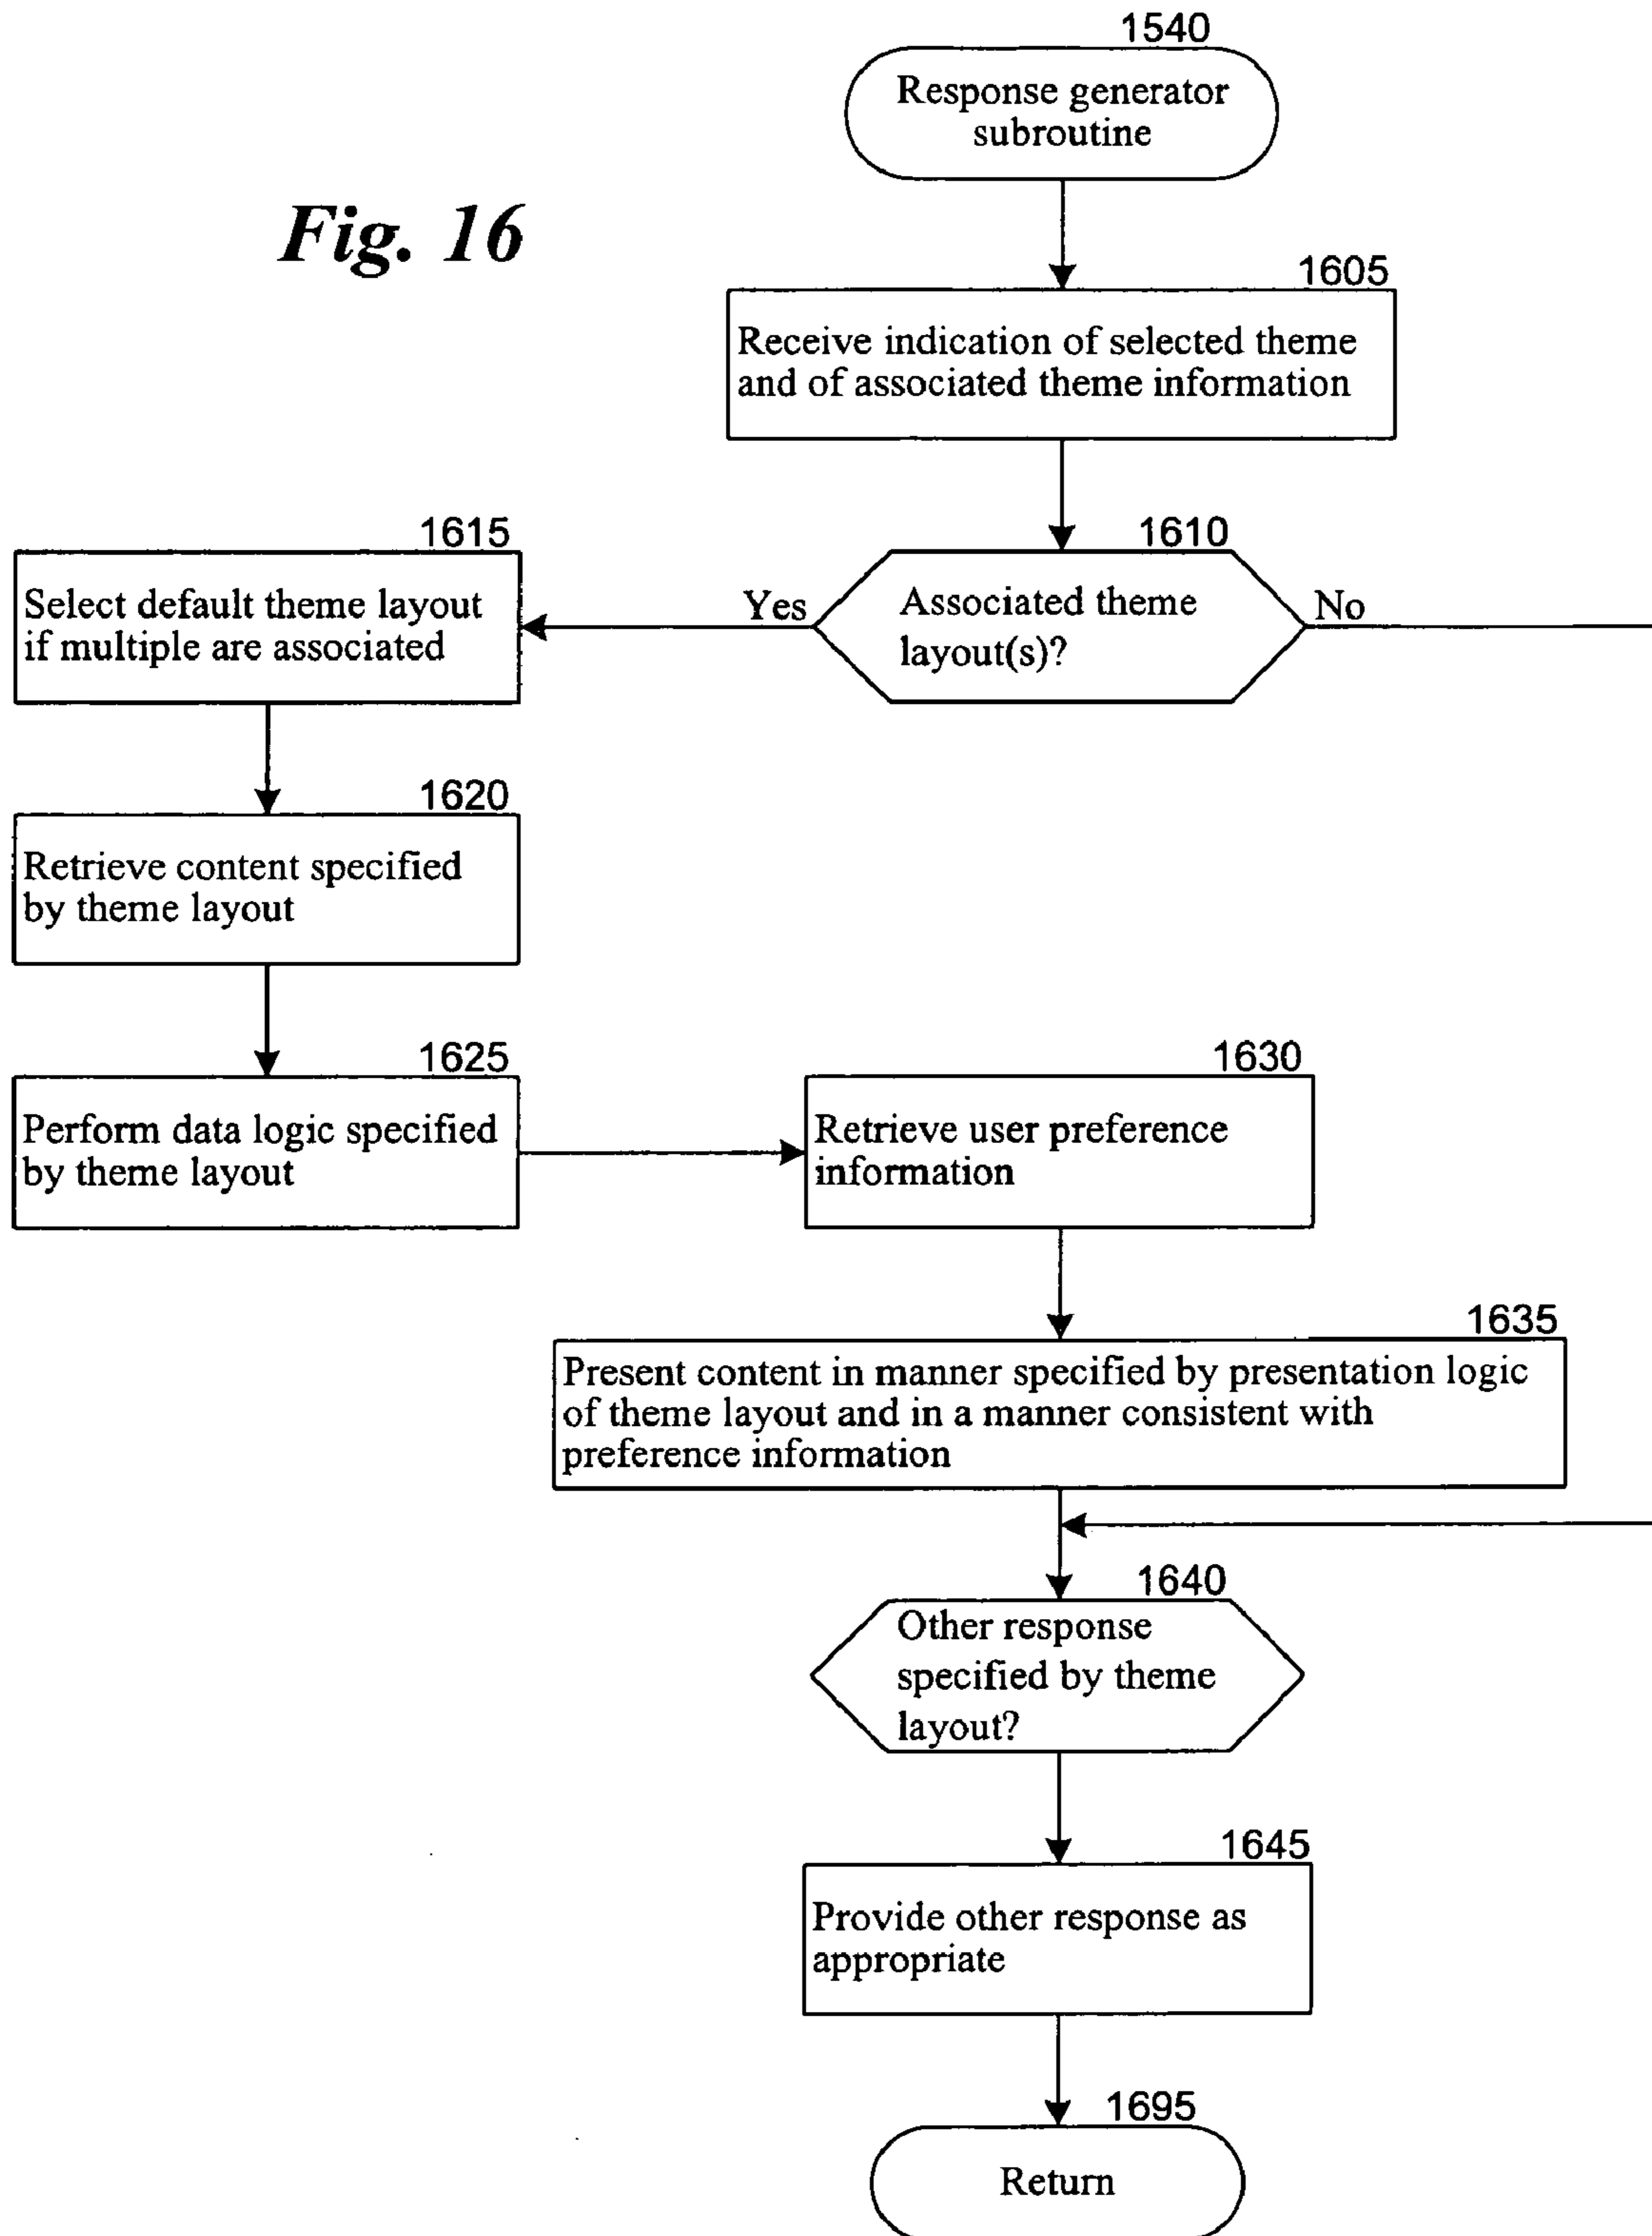 1540
Response generator
subroutine
Fig. 16
1605
Receive indication of selected theme
and of associated theme information
1610
Associated theme
layout(s)?
Yes
No
1615
Select default theme layout
if multiple are associated
1620
Retrieve content specified
by theme layout
1625
Perform data logic specified
by theme layout
1630
Retrieve user preference
information
1635
Present content in manner specified by presentation logic
of theme layout and in a manner consistent with
preference information
1640
Other response
specified by theme
layout?
1645
Provide other response as
appropriate
1695
Return